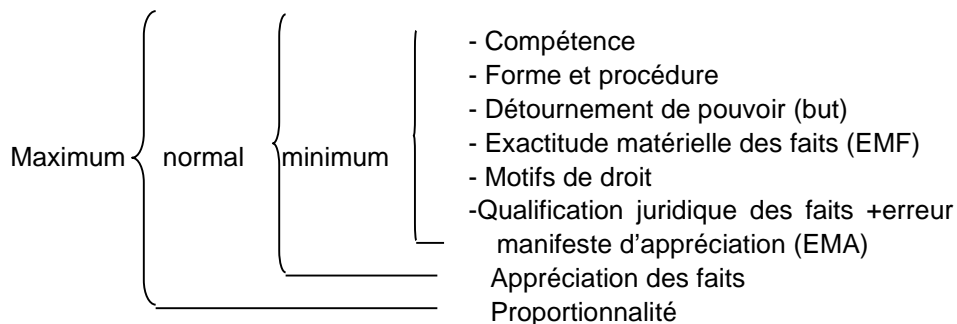 - Compétence
- Forme et procédure
- Détournement de pouvoir (but)
- Exactitude matérielle des faits (EMF)
Maximum normal minimum
- Motifs de droit
-Qualification juridique des faits +erreur
manifeste d'appréciation (EMA)
Appréciation des faits
Proportionnalité